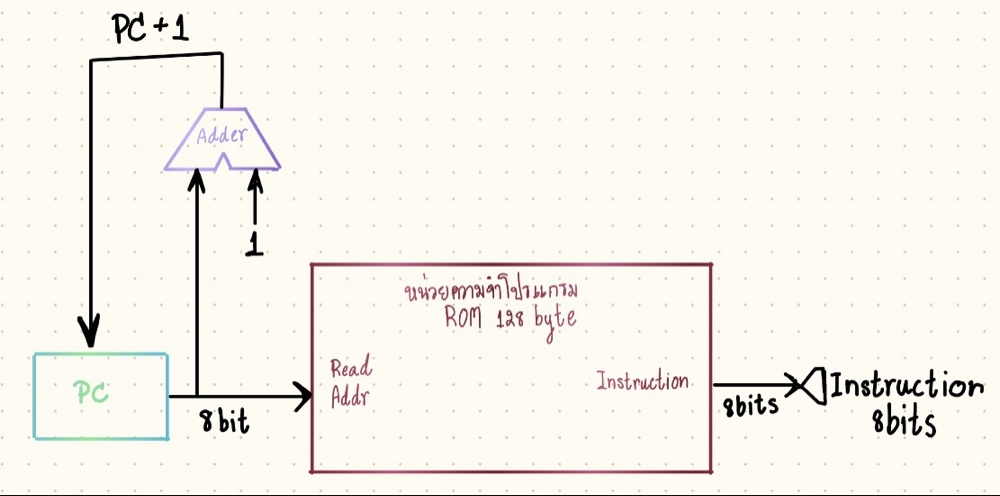 PC + 1
Adder
1
หน่วยความจำโปรแกรม
ROM 128 byte
Read
Addr
Instruction
PC
8 bit
8bits
Instruction
8bits